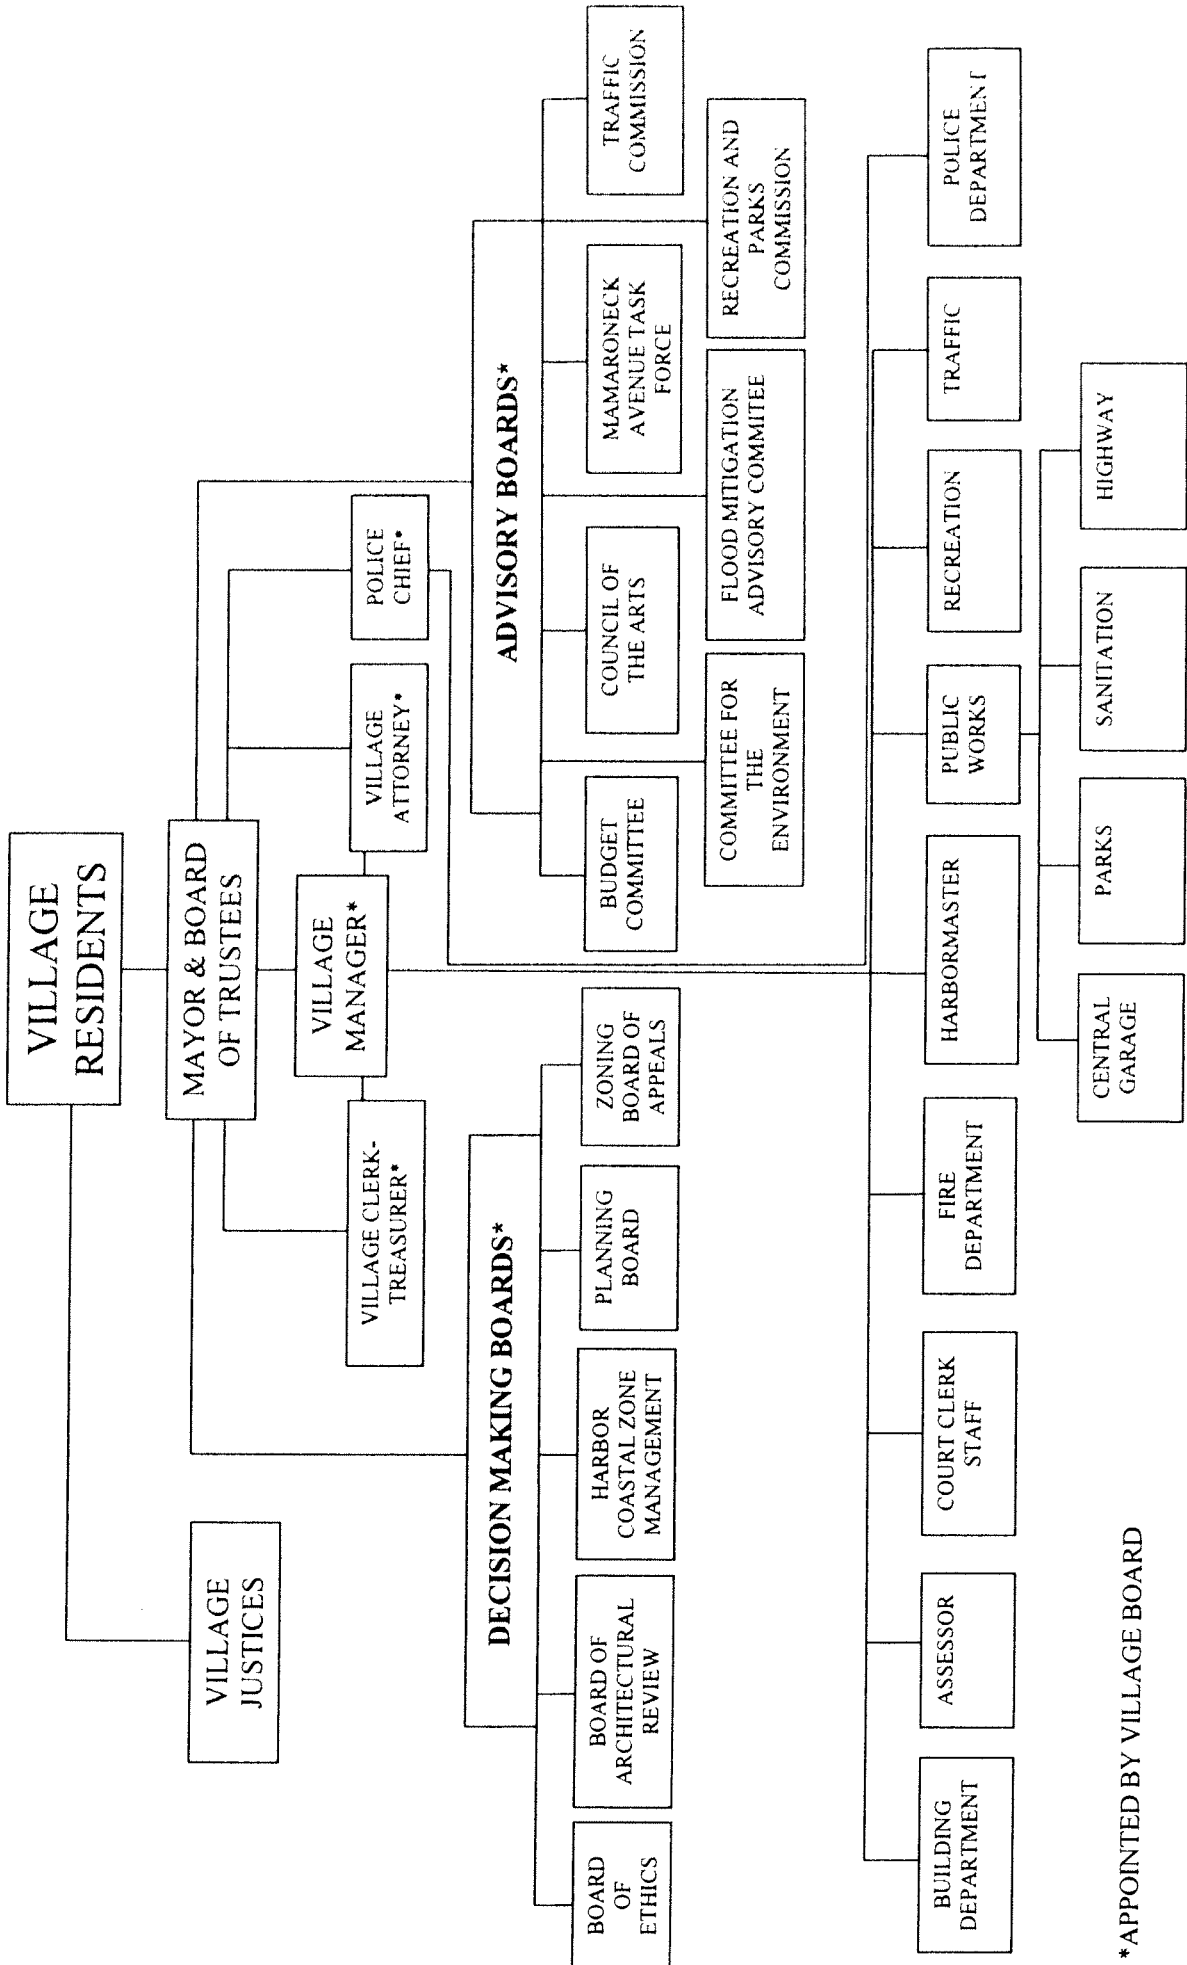 VILLAGE
RESIDENTS
VILLAGE
JUSTICES
MAYOR & BOARD
OF TRUSTEES
VILLAGE
MANAGER*
VILLAGE CLERK-
TREASURER*
VILLAGE
ATTORNEY*
POLICE
CHIEF*
DECISION MAKING BOARDS*
ADVISORY BOARDS*
BOARD
OF
ETHICS
BOARD OF
ARCHITECTURAL
REVIEW
HARBOR
COASTAL ZONE
MANAGEMENT
PLANNING
BOARD
ZONING
BOARD OF
APPEALS
BUDGET
COMMITTEE
COUNCIL OF
THE ARTS
MAMARONECK
AVENUE TASK
FORCE
TRAFFIC
COMMISSION
COMMITTEE FOR
THE
ENVIRONMENT
FLOOD MITIGATION
ADVISORY COMMITEE
RECREATION AND
PARKS
COMMISSION
BUILDING
DEPARTMENT
ASSESSOR
COURT CLERK
STAFF
FIRE
DEPARTMENT
HARBORMASTER
PUBLIC
WORKS
RECREATION
TRAFFIC
POLICE
DEPARTMENT
CENTRAL
GARAGE
PARKS
SANITATION
HIGHWAY
*APPOINTED BY VILLAGE BOARD